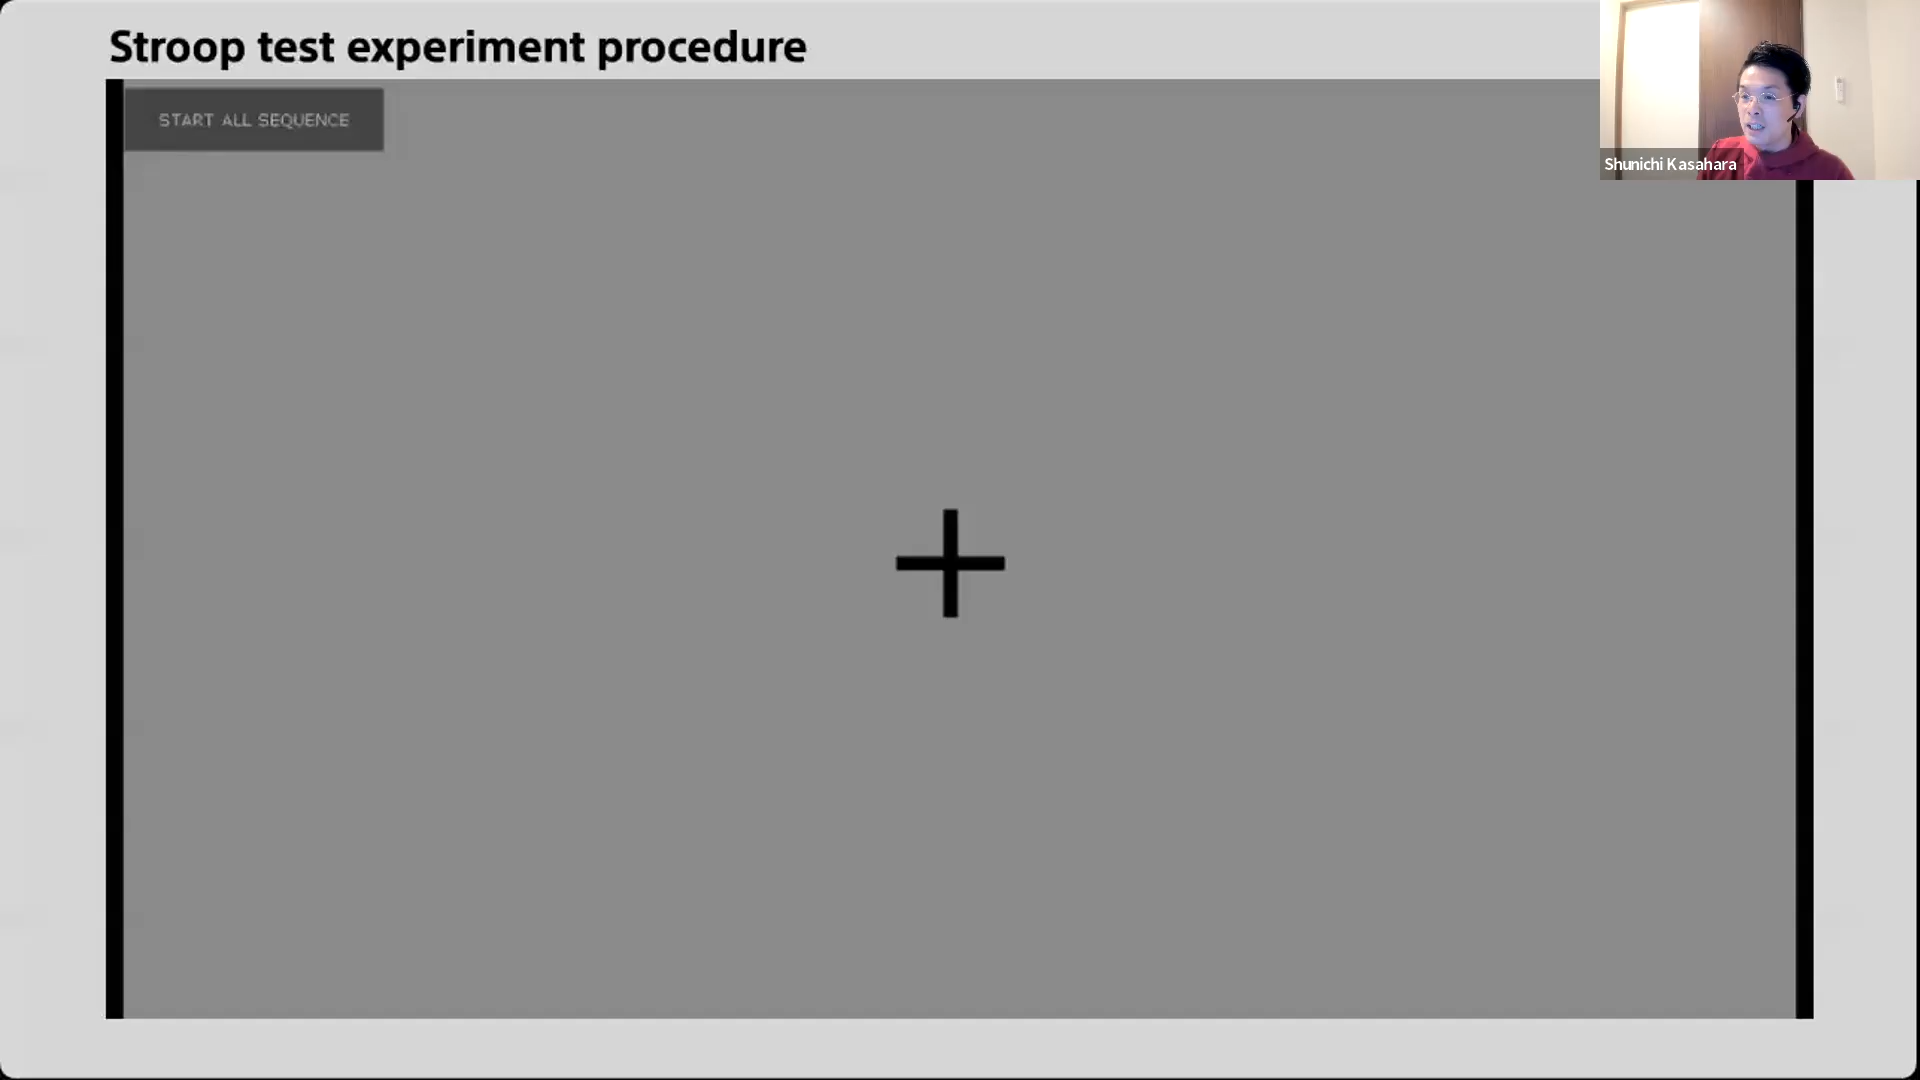 Stroop test experiment procedure
START ALL SEQUENCE
Shunichi Kasahara